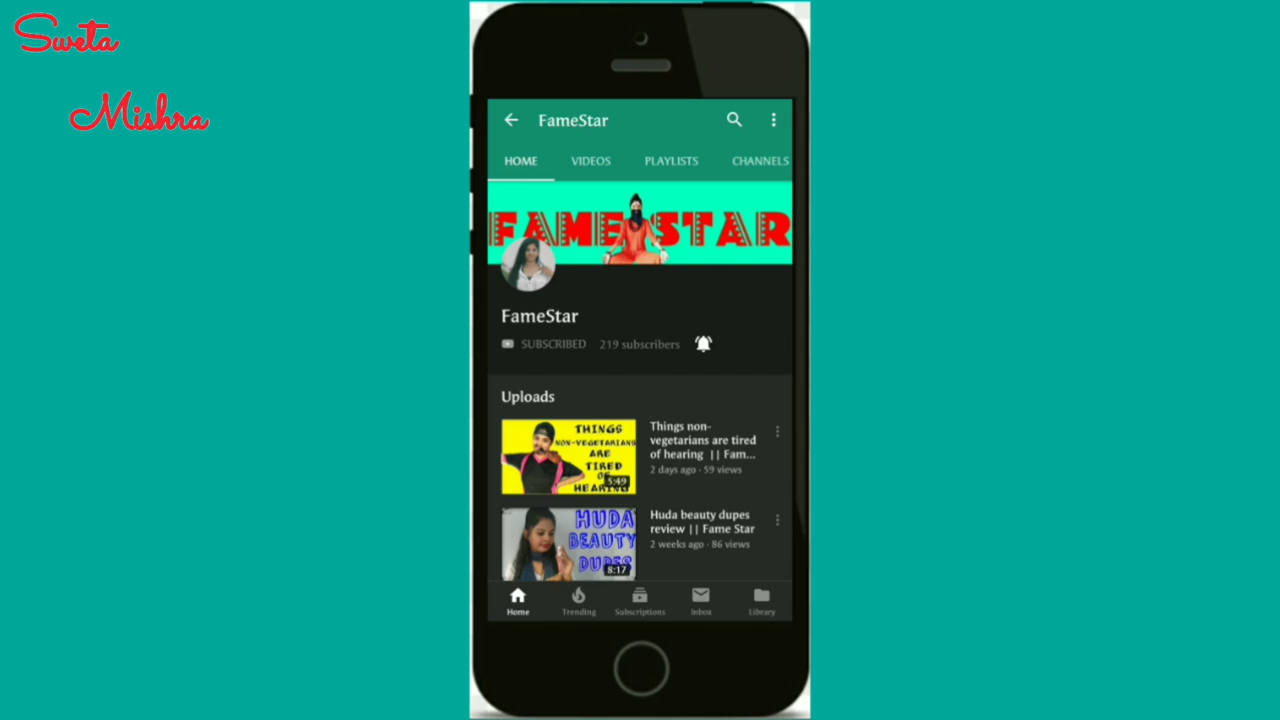 Sweta
Mishra
FameStar
HOME VIDEOS PLAYLISTS CHANNELS
FAME STAR
FameStar
SUBSCRIBED 219 subscribers
Uploads
THINGS
NON-VEGETARIANS
ARE
TIRED
OF
HEARING
5:49
Things non-
vegetarians are tired
of hearing || Fam...
2 days ago · 59 views
HUDA
BEAUTY
DUPES
8:17
Huda beauty dupes
review || Fame Star
2 weeks ago · 86 views
Home Trending Subscriptions Inbox Library